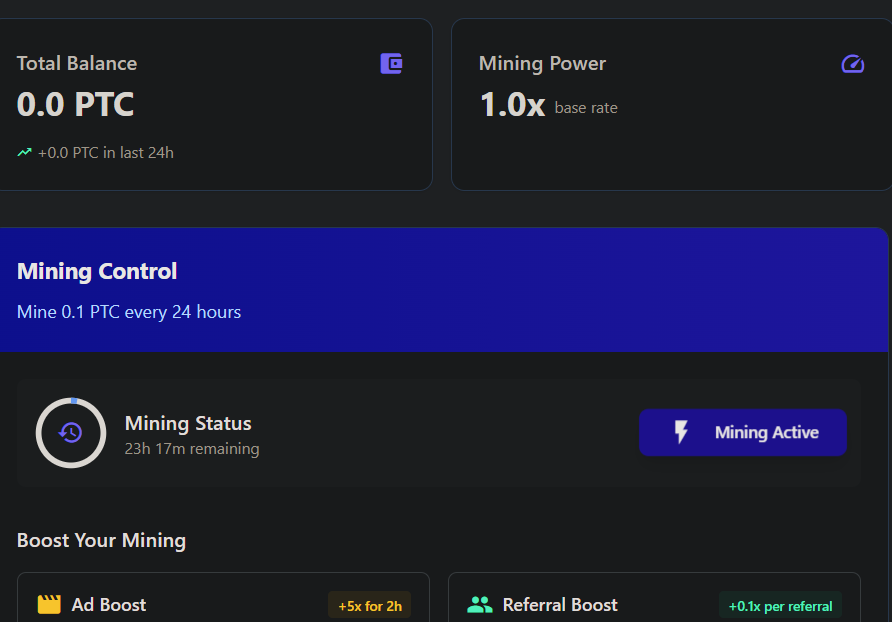 Total Balance
0.0 PTC
+0.0 PTC in last 24h
Mining Power
1.0x base rate
Mining Control
Mine 0.1 PTC every 24 hours
Mining Status
23h 17m remaining
Mining Active
Boost Your Mining
Ad Boost
+5x for 2h
Referral Boost
+0.1x per referral